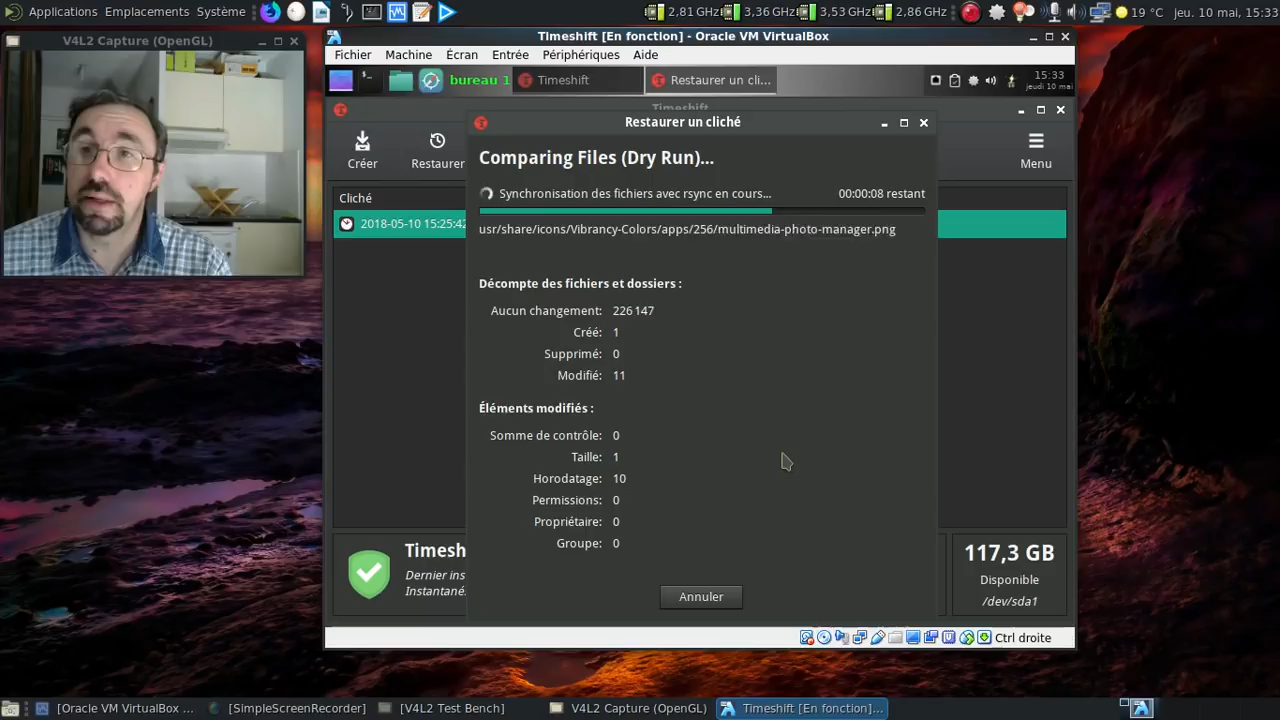 Applications Emplacements Système
2,81 GHz 3,36 GHz 3,53 GHz 2,86 GHz
19 °C jeu. 10 mai, 15:33
V4L2 Capture (OpenGL)
Timeshift [En fonction] - Oracle VM VirtualBox
Fichier Machine Écran Entrée Périphériques Aide
bureau 1 Timeshift Restaurer un cli...
15:33
jeudi 10 mai
Timeshift
Restaurer un cliché
Créer Restaurer Menu
Comparing Files (Dry Run)...
Synchronisation des fichiers avec rsync en cours... 00:00:08 restant
usr/share/icons/Vibrancy-Colors/apps/256/multimedia-photo-manager.png
Cliché
2018-05-10 15:25:42
Décompte des fichiers et dossiers :
Aucun changement: 226 147
Créé: 1
Supprimé: 0
Modifié: 11
Éléments modifiés :
Somme de contrôle: 0
Taille: 1
Horodatage: 10
Permissions: 0
Propriétaire: 0
Groupe: 0
Annuler
Timesh
Dernier ins
Instantané
117,3 GB
Disponible
/dev/sda1
Ctrl droite
[Oracle VM VirtualBox ... [SimpleScreenRecorder] [V4L2 Test Bench] V4L2 Capture (OpenGL) Timeshift [En fonction]...